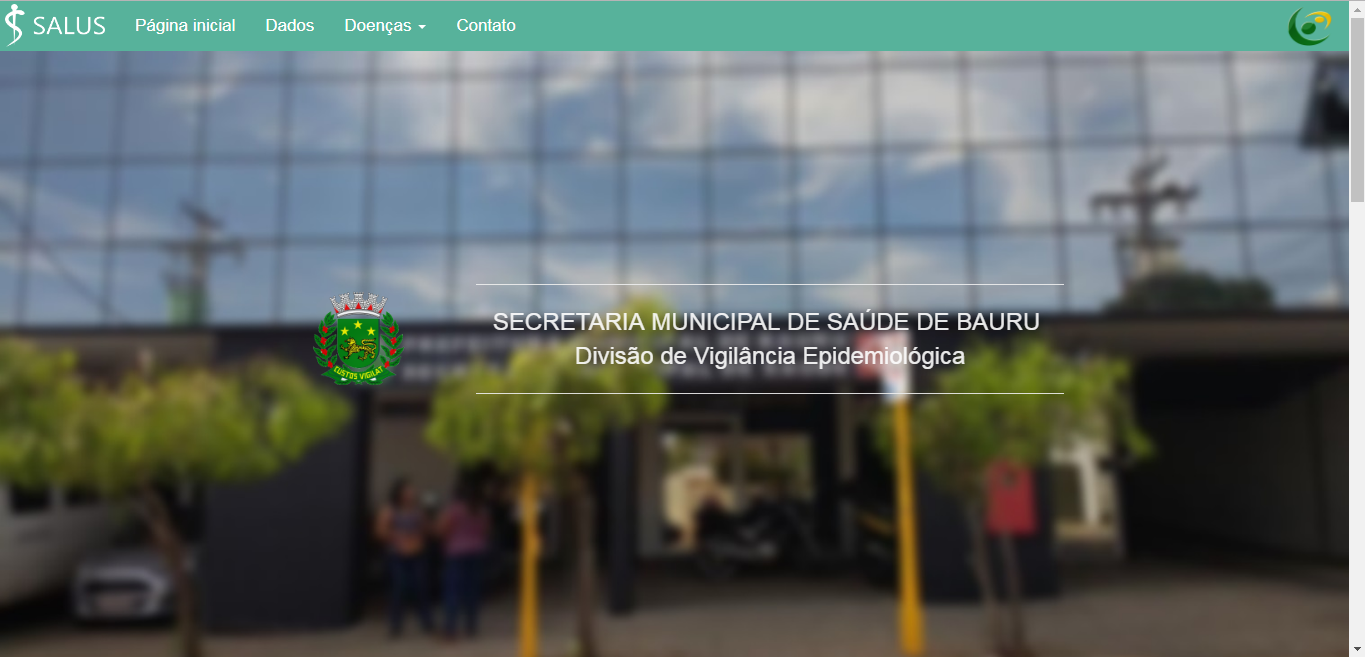 SALUS
Página inicial
Dados
Doenças
Contato
SECRETARIA MUNICIPAL DE SAÚDE DE BAURU
Divisão de Vigilância Epidemiológica
CUSTOS VIGILAT